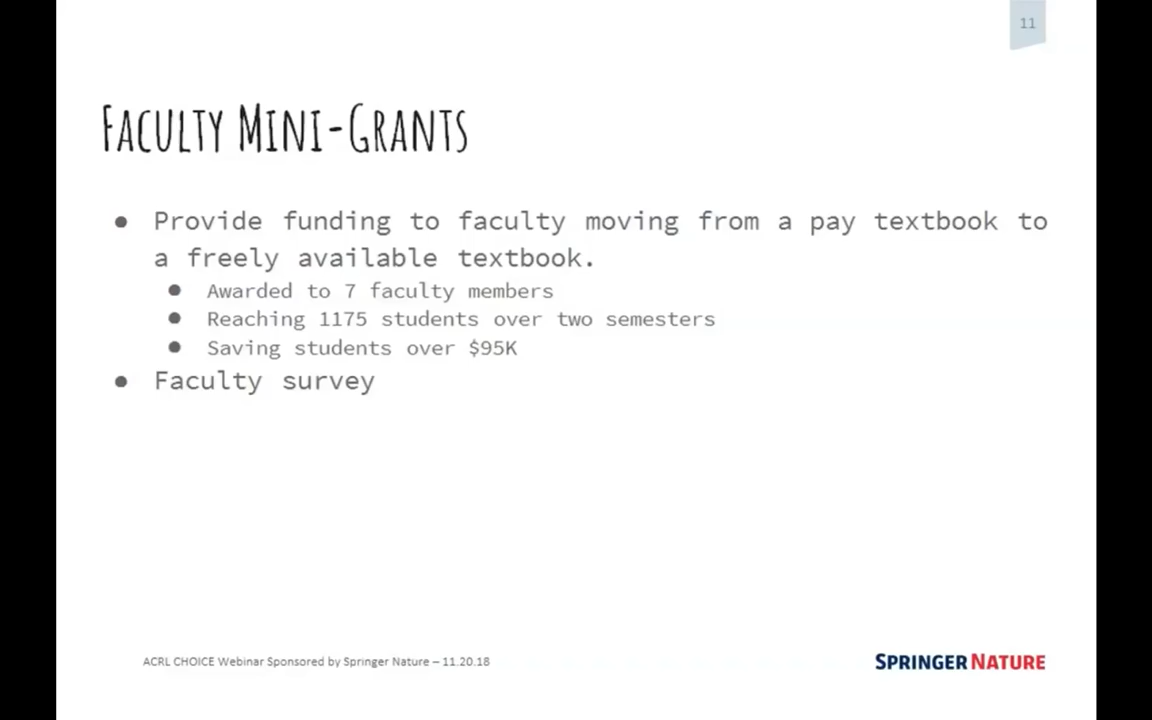 11
Faculty Mini-Grants
● Provide funding to faculty moving from a pay textbook to
a freely available textbook.
● Awarded to 7 faculty members
● Reaching 1175 students over two semesters
● Saving students over $95K
● Faculty survey
ACRL CHOICE Webinar Sponsored by Springer Nature – 11.20.18
SPRINGER NATURE